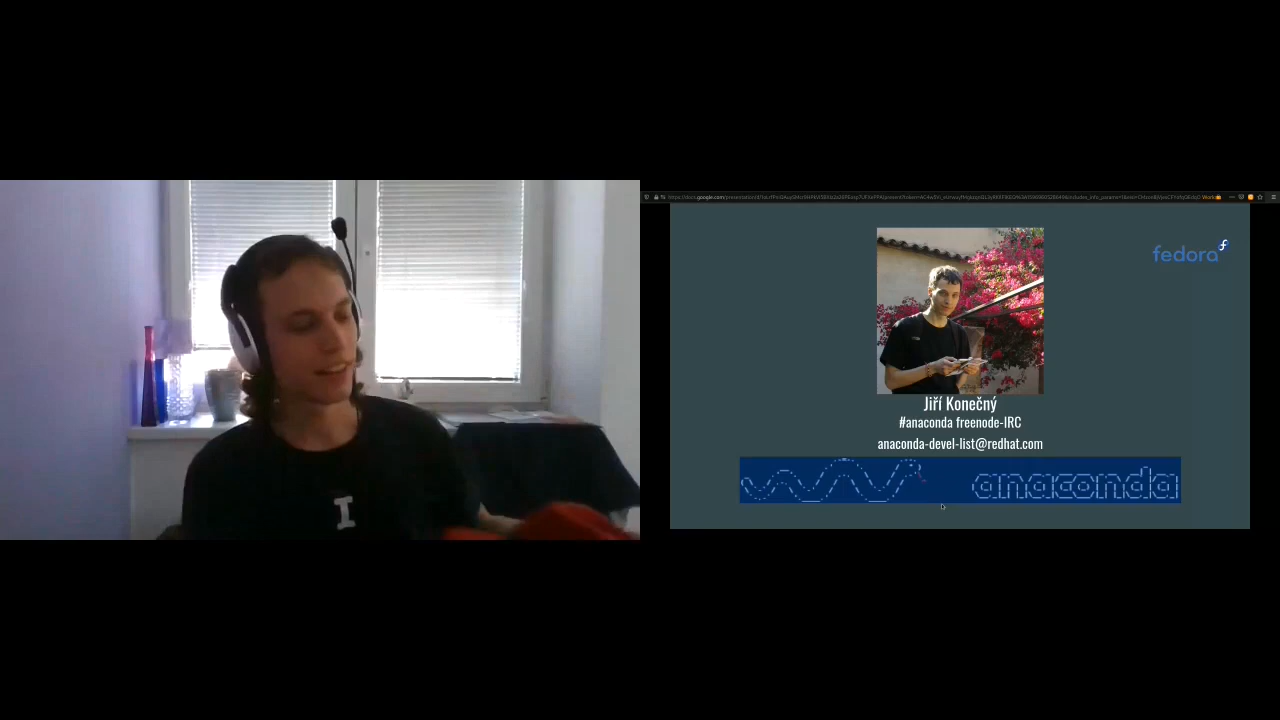 I
fedora
Jiří Konečný
#anaconda freenode-IRC
anaconda-devel-list@redhat.com
anaconda